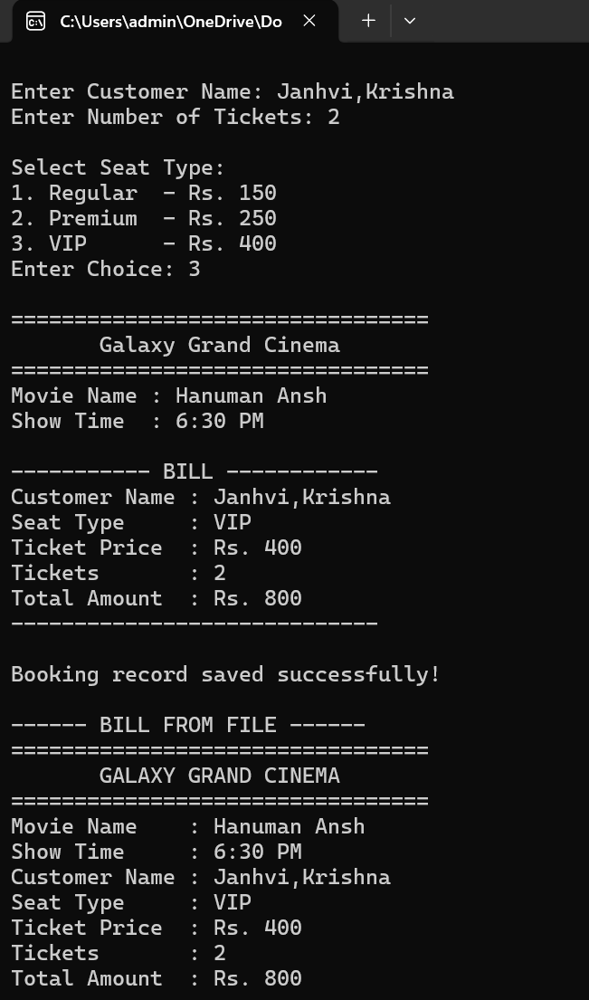 C:\Users\admin\OneDrive\Do
Enter Customer Name: Janhvi,Krishna
Enter Number of Tickets: 2
Select Seat Type:
1. Regular  - Rs. 150
2. Premium  - Rs. 250
3. VIP      - Rs. 400
Enter Choice: 3
=================================
       Galaxy Grand Cinema
=================================
Movie Name : Hanuman Ansh
Show Time  : 6:30 PM
----------- BILL ------------
Customer Name : Janhvi,Krishna
Seat Type     : VIP
Ticket Price  : Rs. 400
Tickets       : 2
Total Amount  : Rs. 800
-----------------------------
Booking record saved successfully!
------ BILL FROM FILE ------
=================================
       GALAXY GRAND CINEMA
=================================
Movie Name    : Hanuman Ansh
Show Time     : 6:30 PM
Customer Name : Janhvi,Krishna
Seat Type     : VIP
Ticket Price  : Rs. 400
Tickets       : 2
Total Amount  : Rs. 800